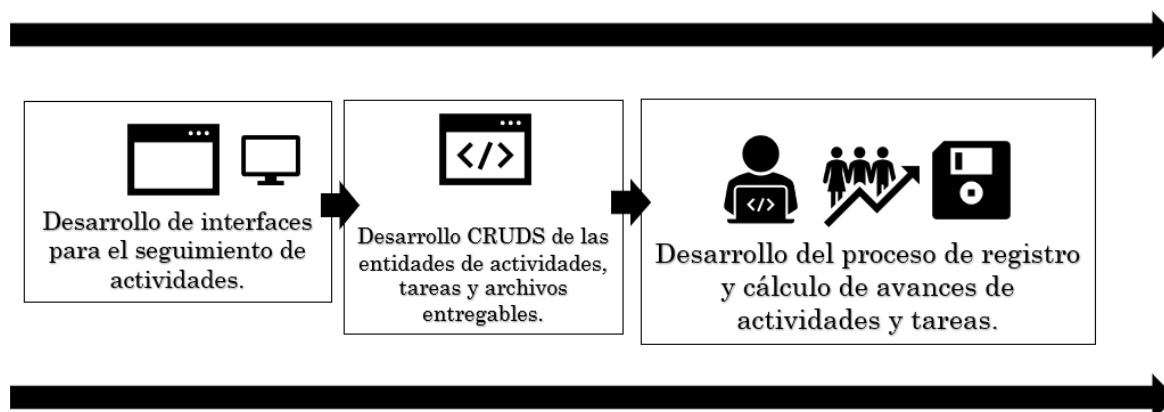 Desarrollo de interfaces
para el seguimiento de
actividades.
</>
Desarrollo CRUDS de las
entidades de actividades,
tareas y archivos
entregables.
</>
Desarrollo del proceso de registro
y cálculo de avances de
actividades y tareas.